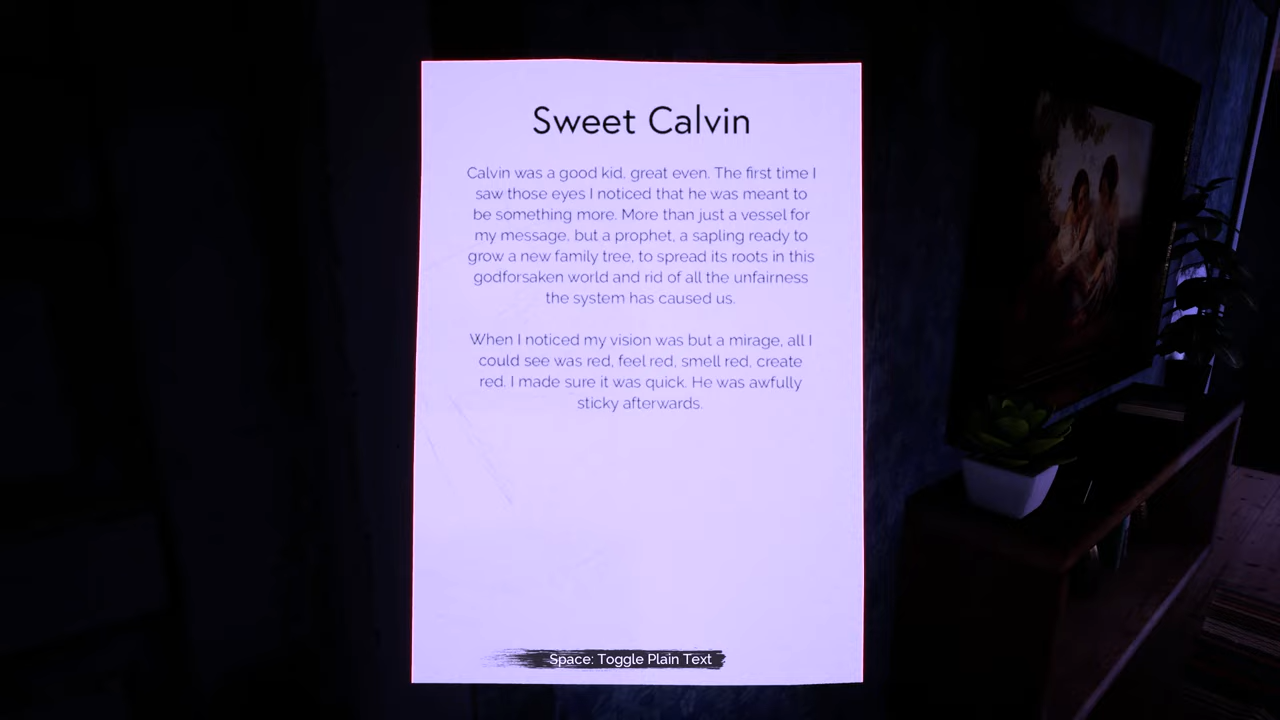 Sweet Calvin
Calvin was a good kid, great even. The first time I
saw those eyes I noticed that he was meant to
be something more. More than just a vessel for
my message, but a prophet, a sapling ready to
grow a new family tree, to spread its roots in this
godforsaken world and rid of all the unfairness
the system has caused us.
When I noticed my vision was but a mirage, all I
could see was red, feel red, smell red, create
red. I made sure it was quick. He was awfully
sticky afterwards.
Space: Toggle Plain Text